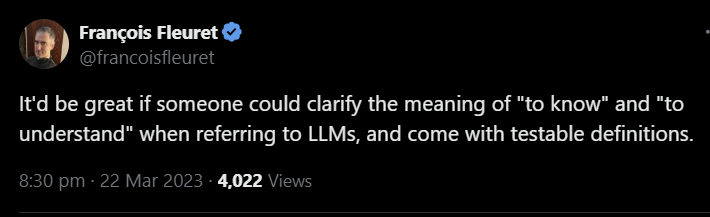 François Fleuret
@francoisfleuret
It'd be great if someone could clarify the meaning of "to know" and "to
understand" when referring to LLMs, and come with testable definitions.
8:30 pm · 22 Mar 2023 · 4,022 Views